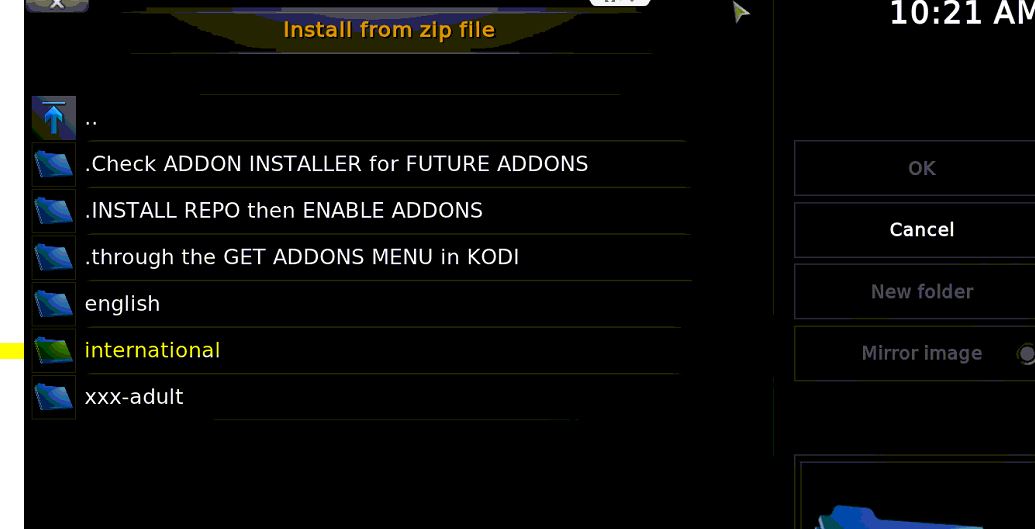 10:21 AM
Install from zip file
..
.Check ADDON INSTALLER for FUTURE ADDONS
.INSTALL REPO then ENABLE ADDONS
.through the GET ADDONS MENU in KODI
english
international
xxx-adult
OK
Cancel
New folder
Mirror image